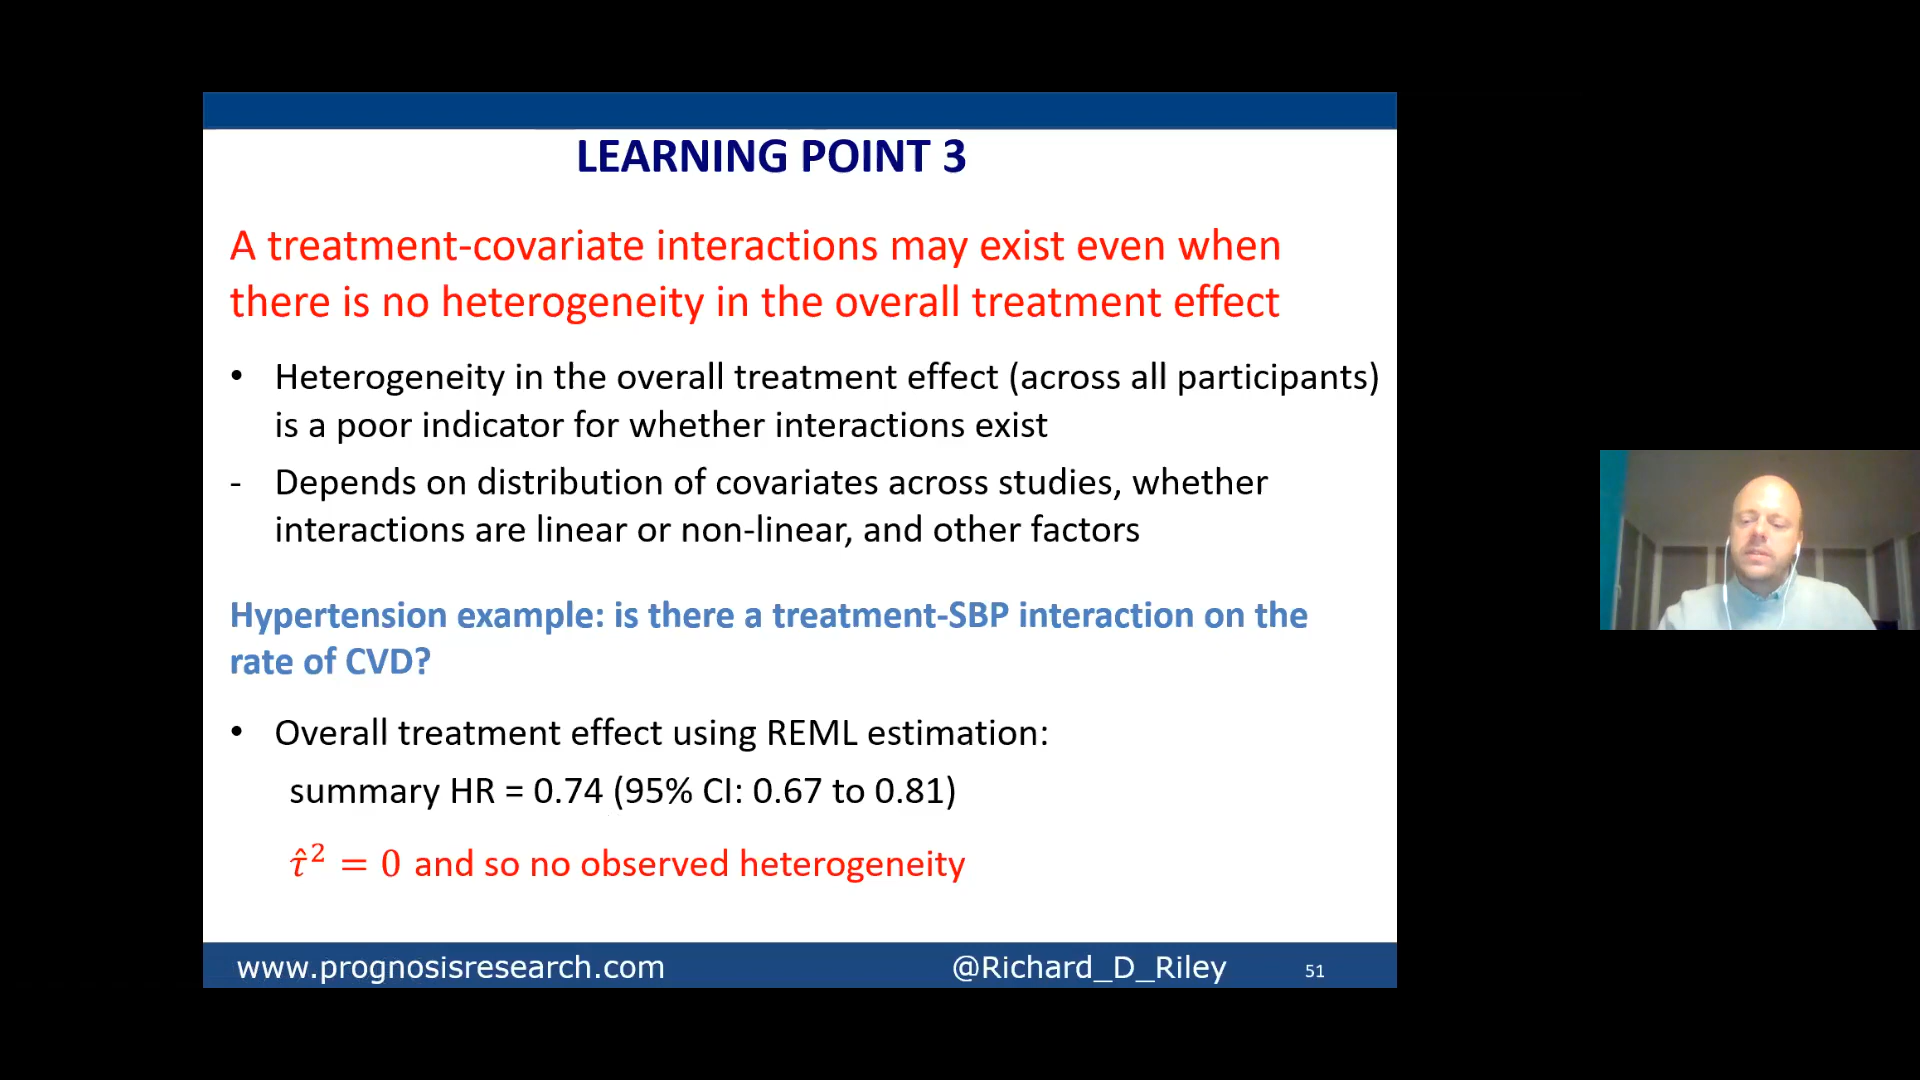 LEARNING POINT 3
A treatment-covariate interactions may exist even when
there is no heterogeneity in the overall treatment effect
• Heterogeneity in the overall treatment effect (across all participants)
is a poor indicator for whether interactions exist
- Depends on distribution of covariates across studies, whether
interactions are linear or non-linear, and other factors
Hypertension example: is there a treatment-SBP interaction on the
rate of CVD?
• Overall treatment effect using REML estimation:
summary HR = 0.74 (95% CI: 0.67 to 0.81)
τ̂² = 0 and so no observed heterogeneity
www.prognosisresearch.com @Richard_D_Riley 51